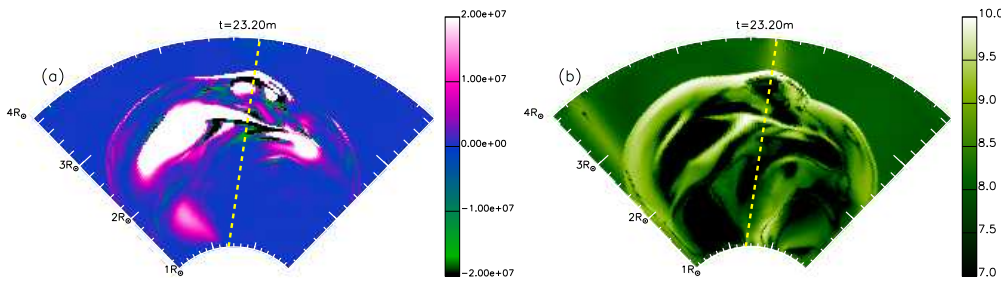 t=23.20m
(a)
4R☉
3R☉
2R☉
1R☉
2.00e+07
1.00e+07
0.00e+00
−1.00e+07
−2.00e+07
t=23.20m
(b)
4R☉
3R☉
2R☉
1R☉
10.0
9.5
9.0
8.5
8.0
7.5
7.0